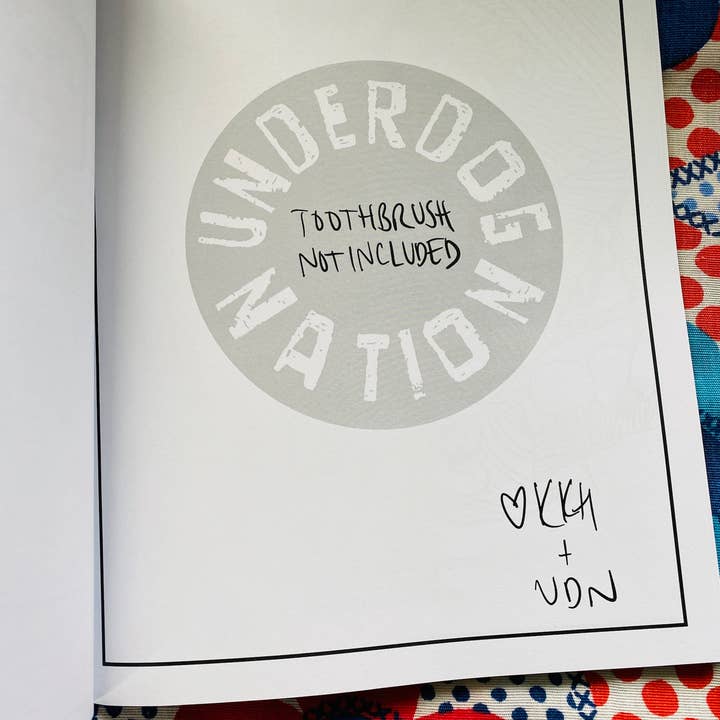 UNDERDOG
TOOTHBRUSH
NOT INCLUDED
NATION
♡KKH
+
UDN